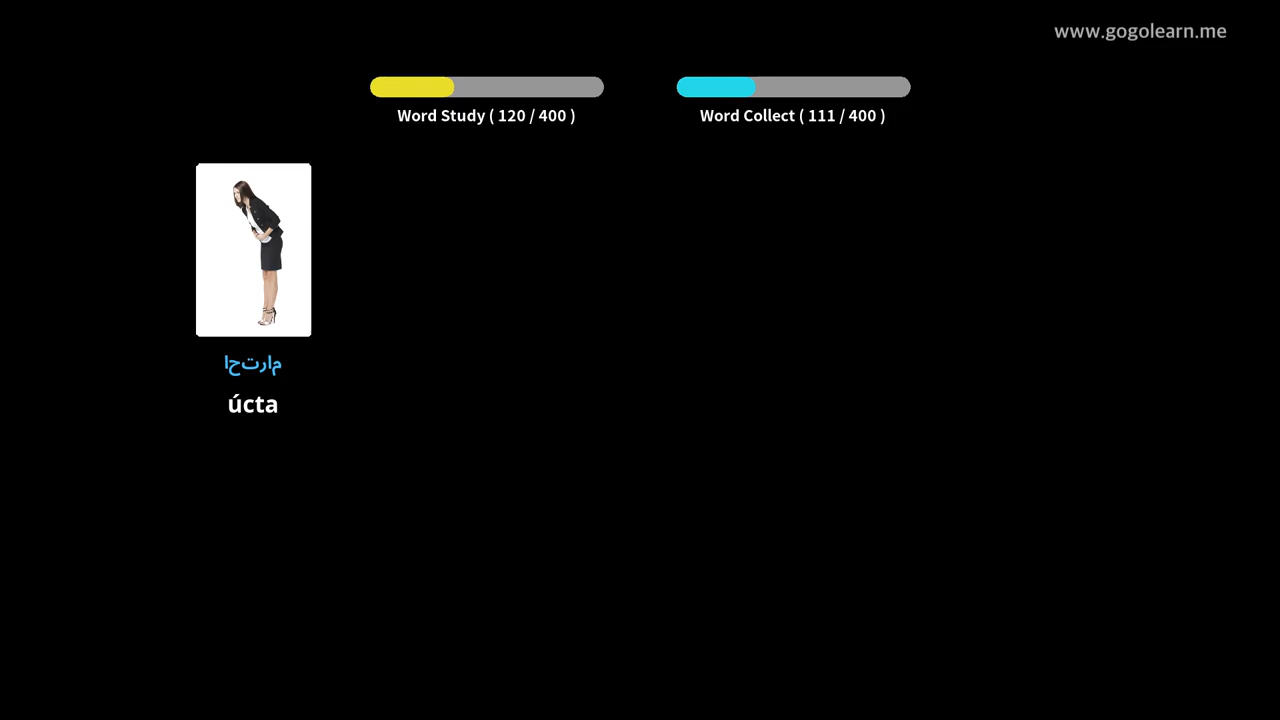 www.gogolearn.me
Word Study ( 120 / 400 )
Word Collect ( 111 / 400 )
احترام
úcta